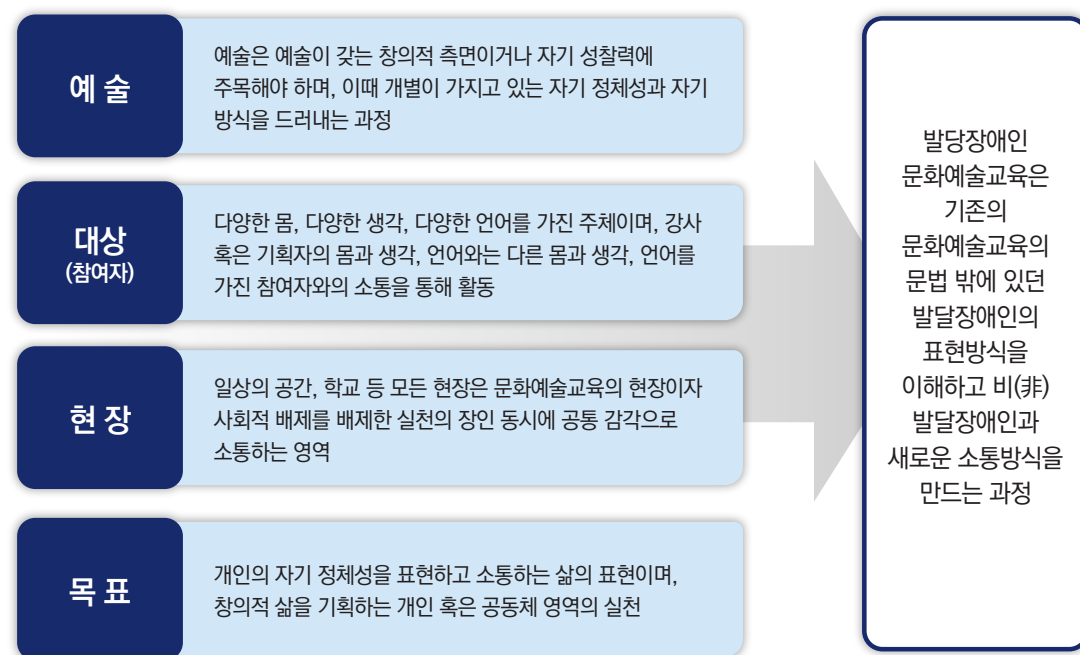 예 술
예술은 예술이 갖는 창의적 측면이거나 자기 성찰력에
주목해야 하며, 이때 개별이 가지고 있는 자기 정체성과 자기
방식을 드러내는 과정
대상
(참여자)
다양한 몸, 다양한 생각, 다양한 언어를 가진 주체이며, 강사
혹은 기획자의 몸과 생각, 언어와는 다른 몸과 생각, 언어를
가진 참여자와의 소통을 통해 활동
현 장
일상의 공간, 학교 등 모든 현장은 문화예술교육의 현장이자
사회적 배제를 배제한 실천의 장인 동시에 공통 감각으로
소통하는 영역
목 표
개인의 자기 정체성을 표현하고 소통하는 삶의 표현이며,
창의적 삶을 기획하는 개인 혹은 공동체 영역의 실천
발당장애인
문화예술교육은
기존의
문화예술교육의
문법 밖에 있던
발달장애인의
표현방식을
이해하고 비(非)
발달장애인과
새로운 소통방식을
만드는 과정